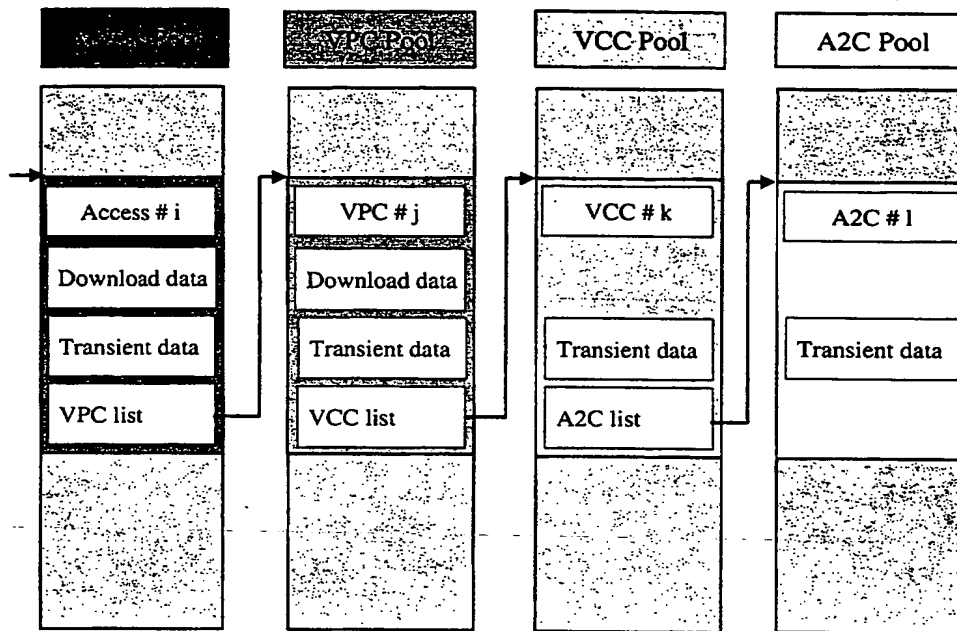 VPC Pool
VCC Pool
A2C Pool
Access # i
Download data
Transient data
VPC list
VPC # j
Download data
Transient data
VCC list
VCC # k
Transient data
A2C list
A2C # l
Transient data